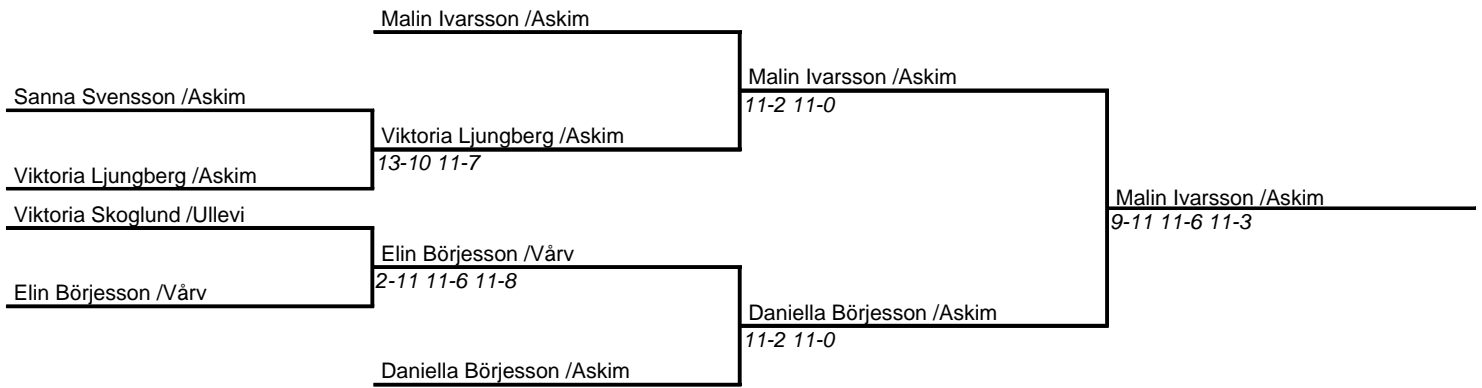 Malin Ivarsson /Askim
Malin Ivarsson /Askim
11-2 11-0
Sanna Svensson /Askim
Viktoria Ljungberg /Askim
13-10 11-7
Viktoria Ljungberg /Askim
Malin Ivarsson /Askim
9-11 11-6 11-3
Viktoria Skoglund /Ullevi
Elin Börjesson /Vårv
2-11 11-6 11-8
Elin Börjesson /Vårv
Daniella Börjesson /Askim
11-2 11-0
Daniella Börjesson /Askim